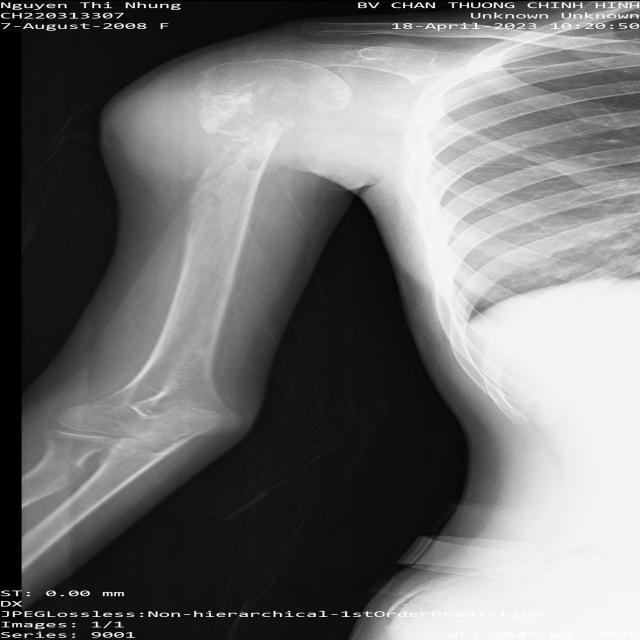 Nguyen Thi Nhung
BV CHAN THUONG CHINH HINH
CH220313307
Unknown Unknown
7-August-2008 F
18-April-2023 10:20:50
ST: 0.00 mm
DX
JPEGLossless:Non-hierarchical-1stOrderPrediction
Images: 1/1
Series: 9001